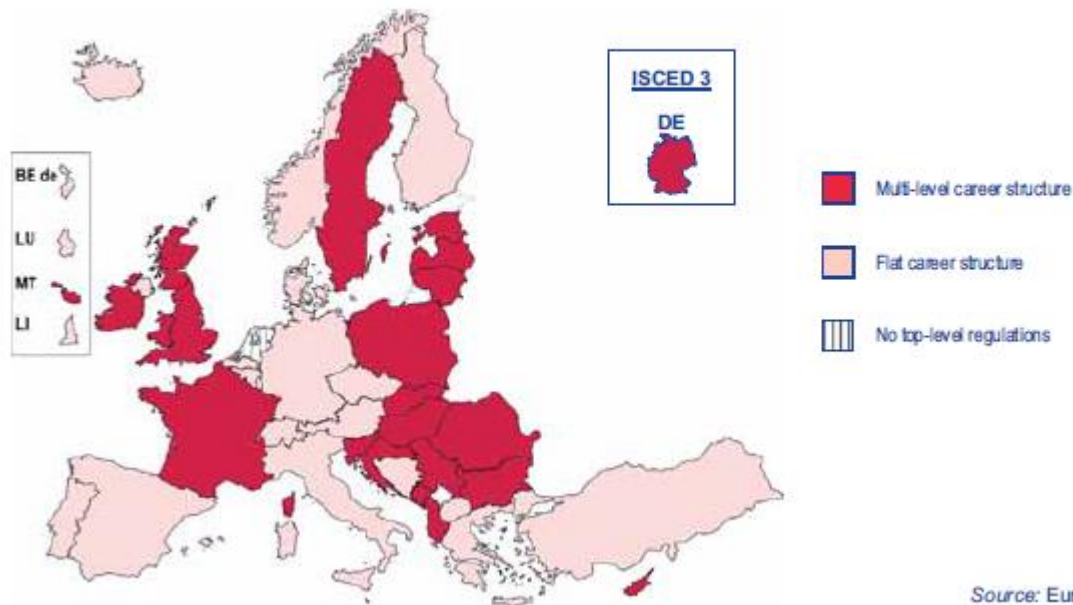 ISCED 3
DE
BE de
LU
MT
LI
Multi-level career structure
Flat career structure
No top-level regulations
Source: Eur